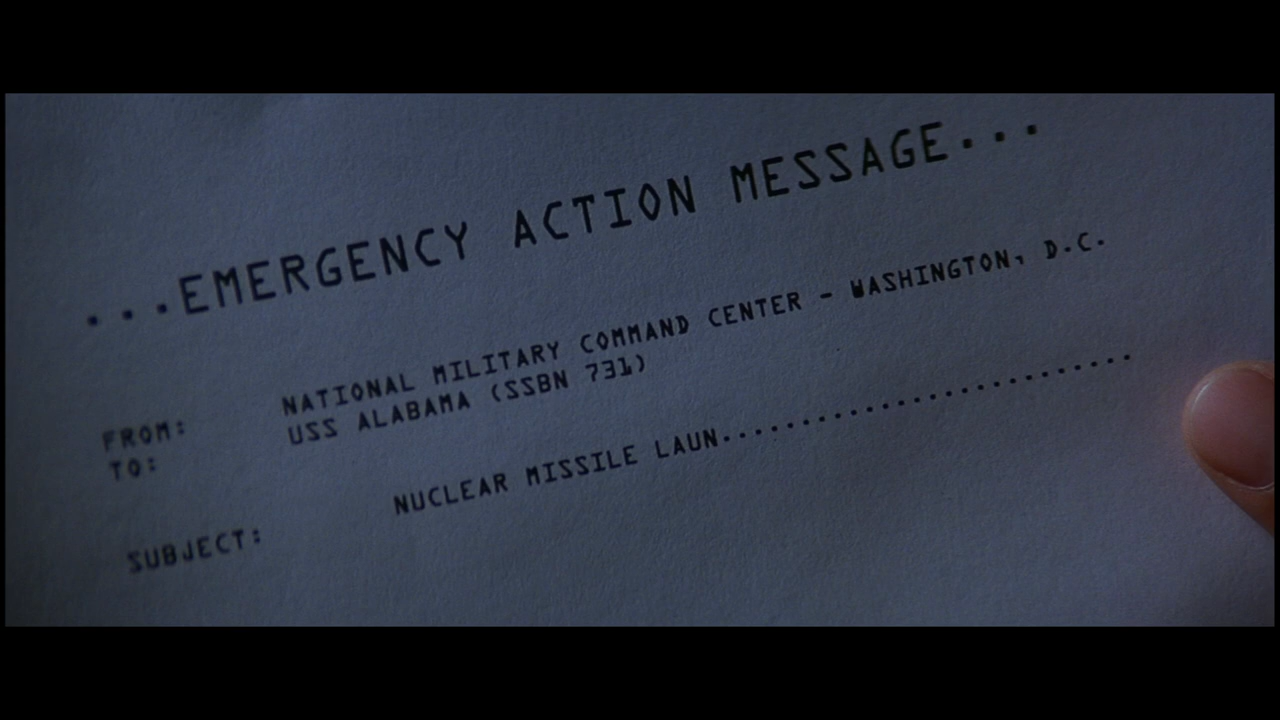 ...EMERGENCY ACTION MESSAGE...
FROM: NATIONAL MILITARY COMMAND CENTER - WASHINGTON, D.C.
TO: USS ALABAMA (SSBN 731)
SUBJECT: NUCLEAR MISSILE LAUN..........................